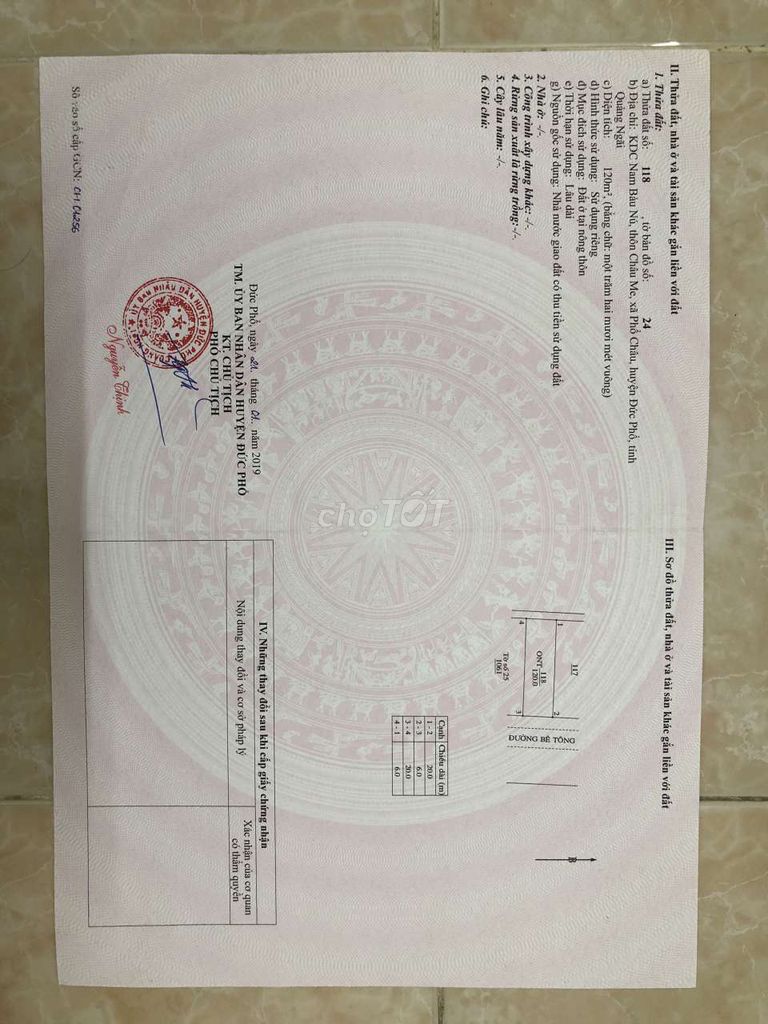 II. Thửa đất, nhà ở và tài sản khác gắn liền với đất
1. Thửa đất:
a) Thửa đất số: 118 , tờ bản đồ số: 24
b) Địa chỉ: KDC Nam Bàu Nú, thôn Châu Me, xã Phổ Châu, huyện Đức Phổ, tỉnh
Quảng Ngãi
c) Diện tích: 120m², (bằng chữ: một trăm hai mươi mét vuông)
d) Hình thức sử dụng: Sử dụng riêng
đ) Mục đích sử dụng: Đất ở tại nông thôn
e) Thời hạn sử dụng: Lâu dài
g) Nguồn gốc sử dụng: Nhà nước giao đất có thu tiền sử dụng đất
2. Nhà ở: -/-.
3. Công trình xây dựng khác: -/-.
4. Rừng sản xuất là rừng trồng: -/-.
5. Cây lâu năm: -/-.
6. Ghi chú:
Đức Phổ, ngày 21 tháng 01 năm 2019
TM. ỦY BAN NHÂN DÂN HUYỆN ĐỨC PHỔ
KT. CHỦ TỊCH
PHÓ CHỦ TỊCH
ỦY BAN NHÂN DÂN HUYỆN ĐỨC PHỔ
Nguyễn Thịnh
Số vào sổ cấp GCN: CH 01256
chợTỐT
III. Sơ đồ thửa đất, nhà ở và tài sản khác gắn liền với đất
117
1
2
ONT 118
120.0
4
3
Tờ số 25
1061
ĐƯỜNG BÊ TÔNG
B
Cạnh Chiều dài (m)
1 - 2 20.0
2 - 3 6.0
3 - 4 20.0
4 - 1 6.0
IV. Những thay đổi sau khi cấp giấy chứng nhận
Nội dung thay đổi và cơ sở pháp lý
Xác nhận của cơ quan
có thẩm quyền